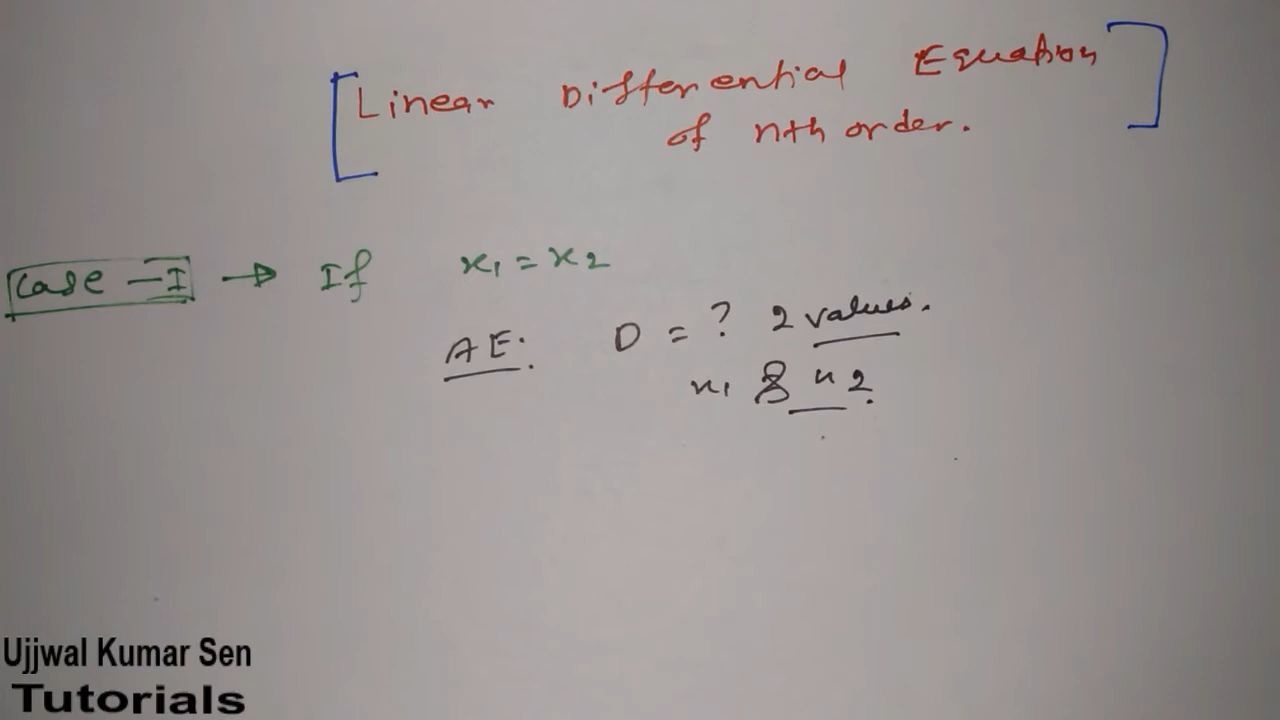 Linear Differential Equation
of nth order.
Case - I → If x₁ = x₂
AE: D = ? 2 values.
x₁ & x₂.
Ujjwal Kumar Sen
Tutorials